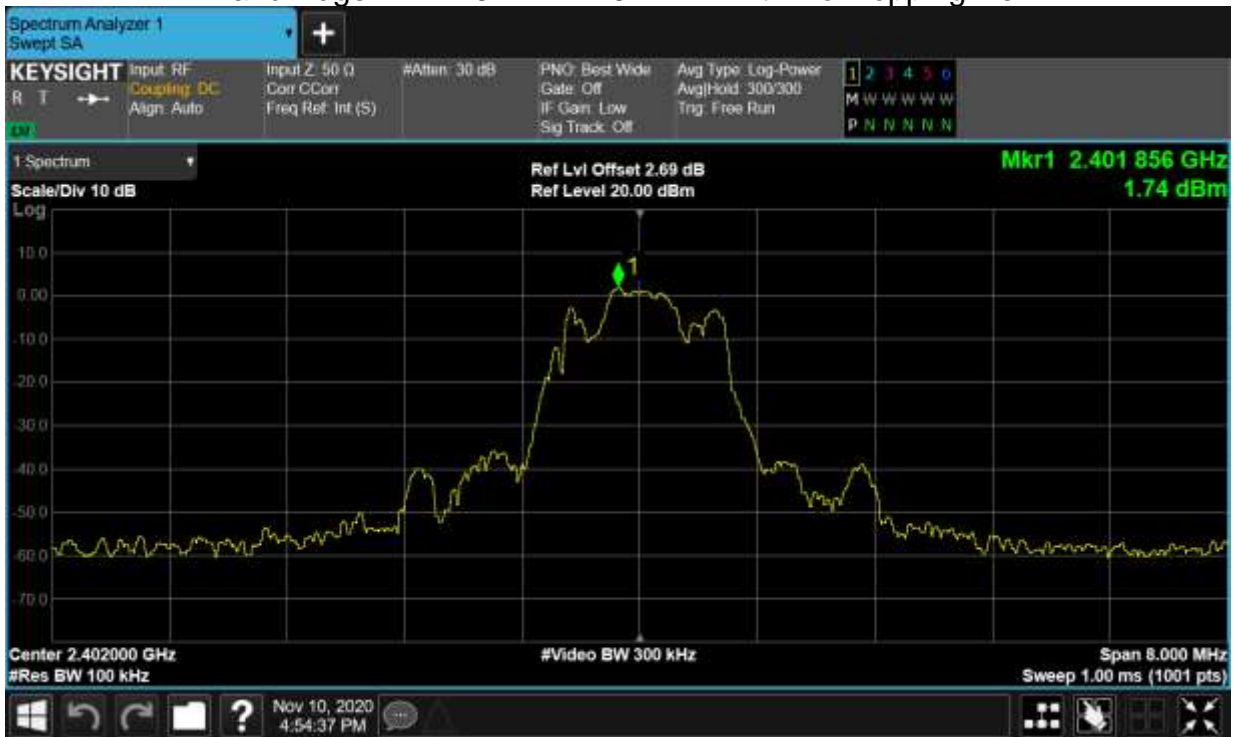 Spectrum Analyzer 1
Swept SA
+
KEYSIGHT Input: RF Input Z: 50 Ω #Atten: 30 dB PNO: Best Wide Avg Type: Log-Power 1 2 3 4 5 6
R T Coupling: DC Corr CCorr Gate: Off Avg|Hold: 300/300 M W W W W W
Align: Auto Freq Ref: Int (S) IF Gain: Low Trig: Free Run
Sig Track: Off P N N N N N
1 Spectrum Ref Lvl Offset 2.69 dB Mkr1 2.401 856 GHz
Scale/Div 10 dB Ref Level 20.00 dBm 1.74 dBm
Log
10.0
1
0.00
-10.0
-20.0
-30.0
-40.0
-50.0
-60.0
-70.0
Center 2.402000 GHz #Video BW 300 kHz Span 8.000 MHz
#Res BW 100 kHz Sweep 1.00 ms (1001 pts)
? Nov 10, 2020
4:54:37 PM